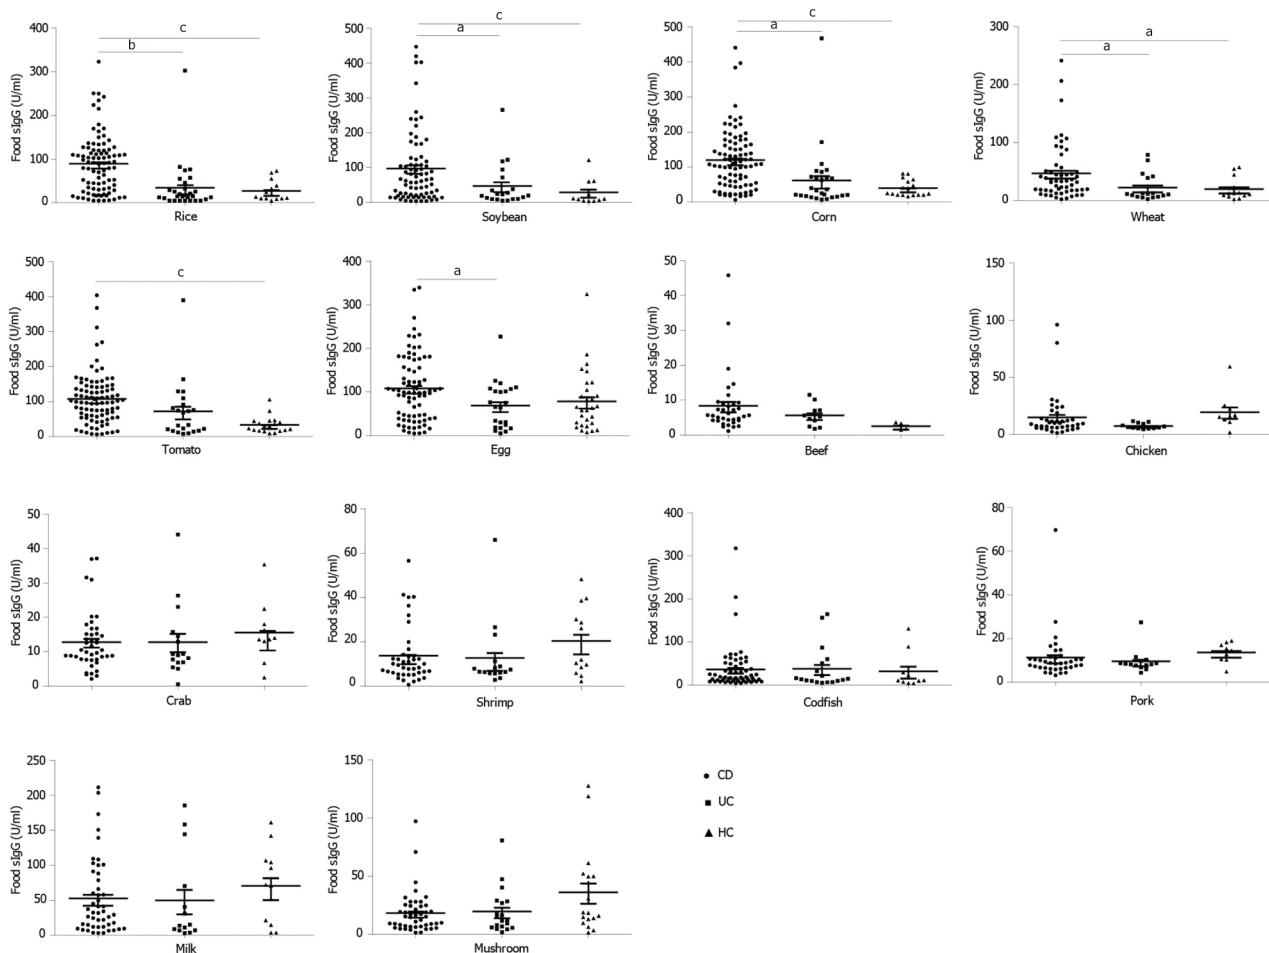 c
b
400
300
200
100
0
Food sIgG (U/ml)
Rice
c
a
500
400
300
200
100
0
Food sIgG (U/ml)
Soybean
c
a
500
400
300
200
100
0
Food sIgG (U/ml)
Corn
a
a
300
200
100
0
Food sIgG (U/ml)
Wheat
c
500
400
300
200
100
0
Food sIgG (U/ml)
Tomato
a
400
300
200
100
0
Food sIgG (U/ml)
Egg
50
40
30
20
10
0
Food sIgG (U/ml)
Beef
150
100
50
0
Food sIgG (U/ml)
Chicken
50
40
30
20
10
0
Food sIgG (U/ml)
Crab
80
60
40
20
0
Food sIgG (U/ml)
Shrimp
400
300
200
100
0
Food sIgG (U/ml)
Codfish
80
60
40
20
0
Food sIgG (U/ml)
Pork
250
200
150
100
50
0
Food sIgG (U/ml)
Milk
150
100
50
0
Food sIgG (U/ml)
Mushroom
CD
UC
HC